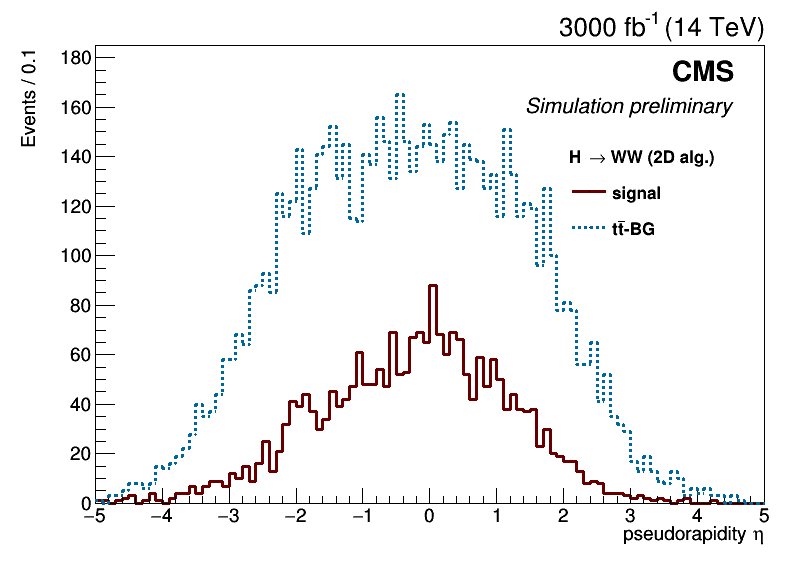 3000 fb⁻¹ (14 TeV)
Events / 0.1
CMS
Simulation preliminary
H → WW (2D alg.)
signal
tt̄-BG
180
160
140
120
100
80
60
40
20
0
−5 −4 −3 −2 −1 0 1 2 3 4 5
pseudorapidity η